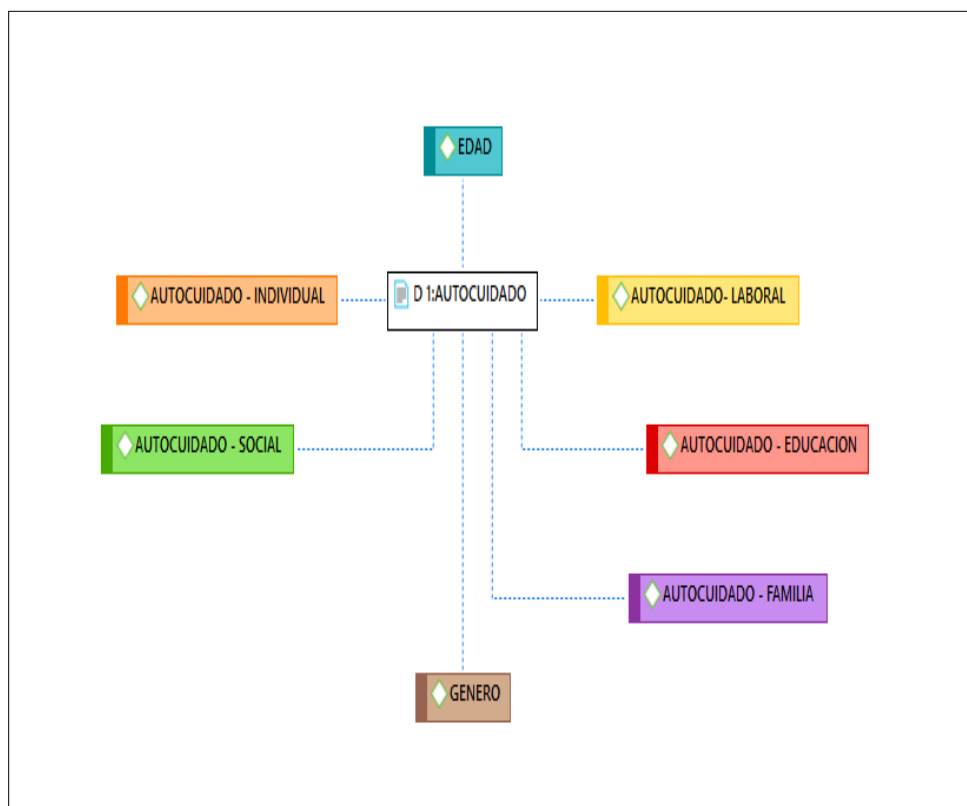 EDAD
AUTOCUIDADO - INDIVIDUAL
D 1:AUTOCUIDADO
AUTOCUIDADO- LABORAL
AUTOCUIDADO - SOCIAL
AUTOCUIDADO - EDUCACION
AUTOCUIDADO - FAMILIA
GENERO